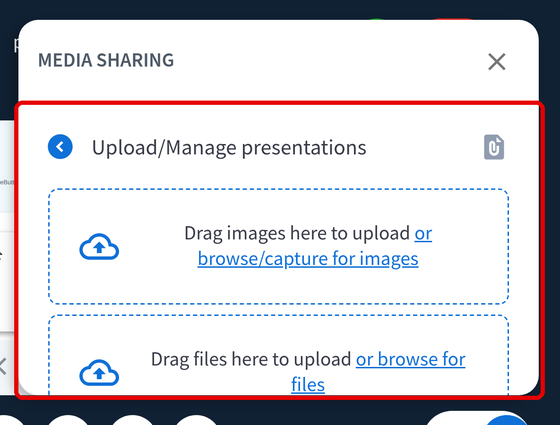 MEDIA SHARING
Upload/Manage presentations
Drag images here to upload or
browse/capture for images
Drag files here to upload or browse for
files